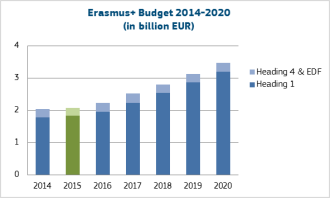 Erasmus+ Budget 2014-2020
(in billion EUR)
4
3
2
1
0
Heading 4 & EDF
Heading 1
2014 2015 2016 2017 2018 2019 2020